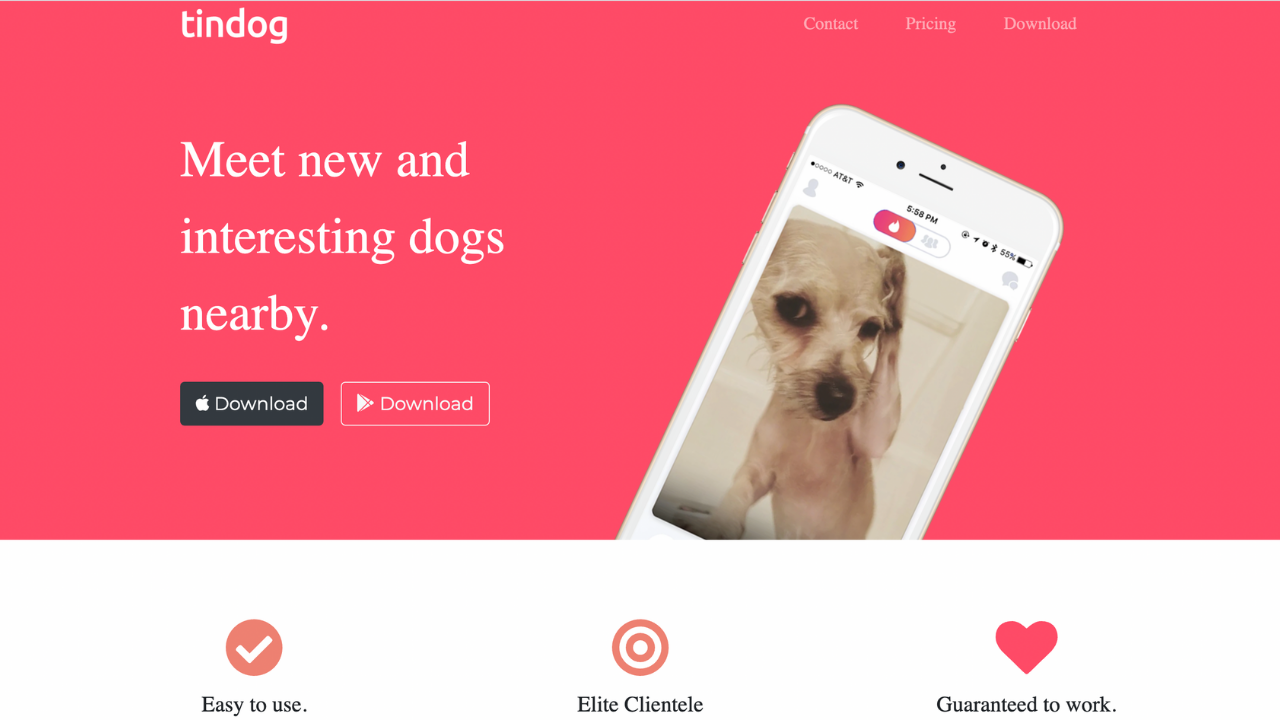 tindog
Contact Pricing Download
Meet new and
interesting dogs
nearby.
Download Download
AT&T
5:58 PM
55%
Easy to use.
Elite Clientele
Guaranteed to work.